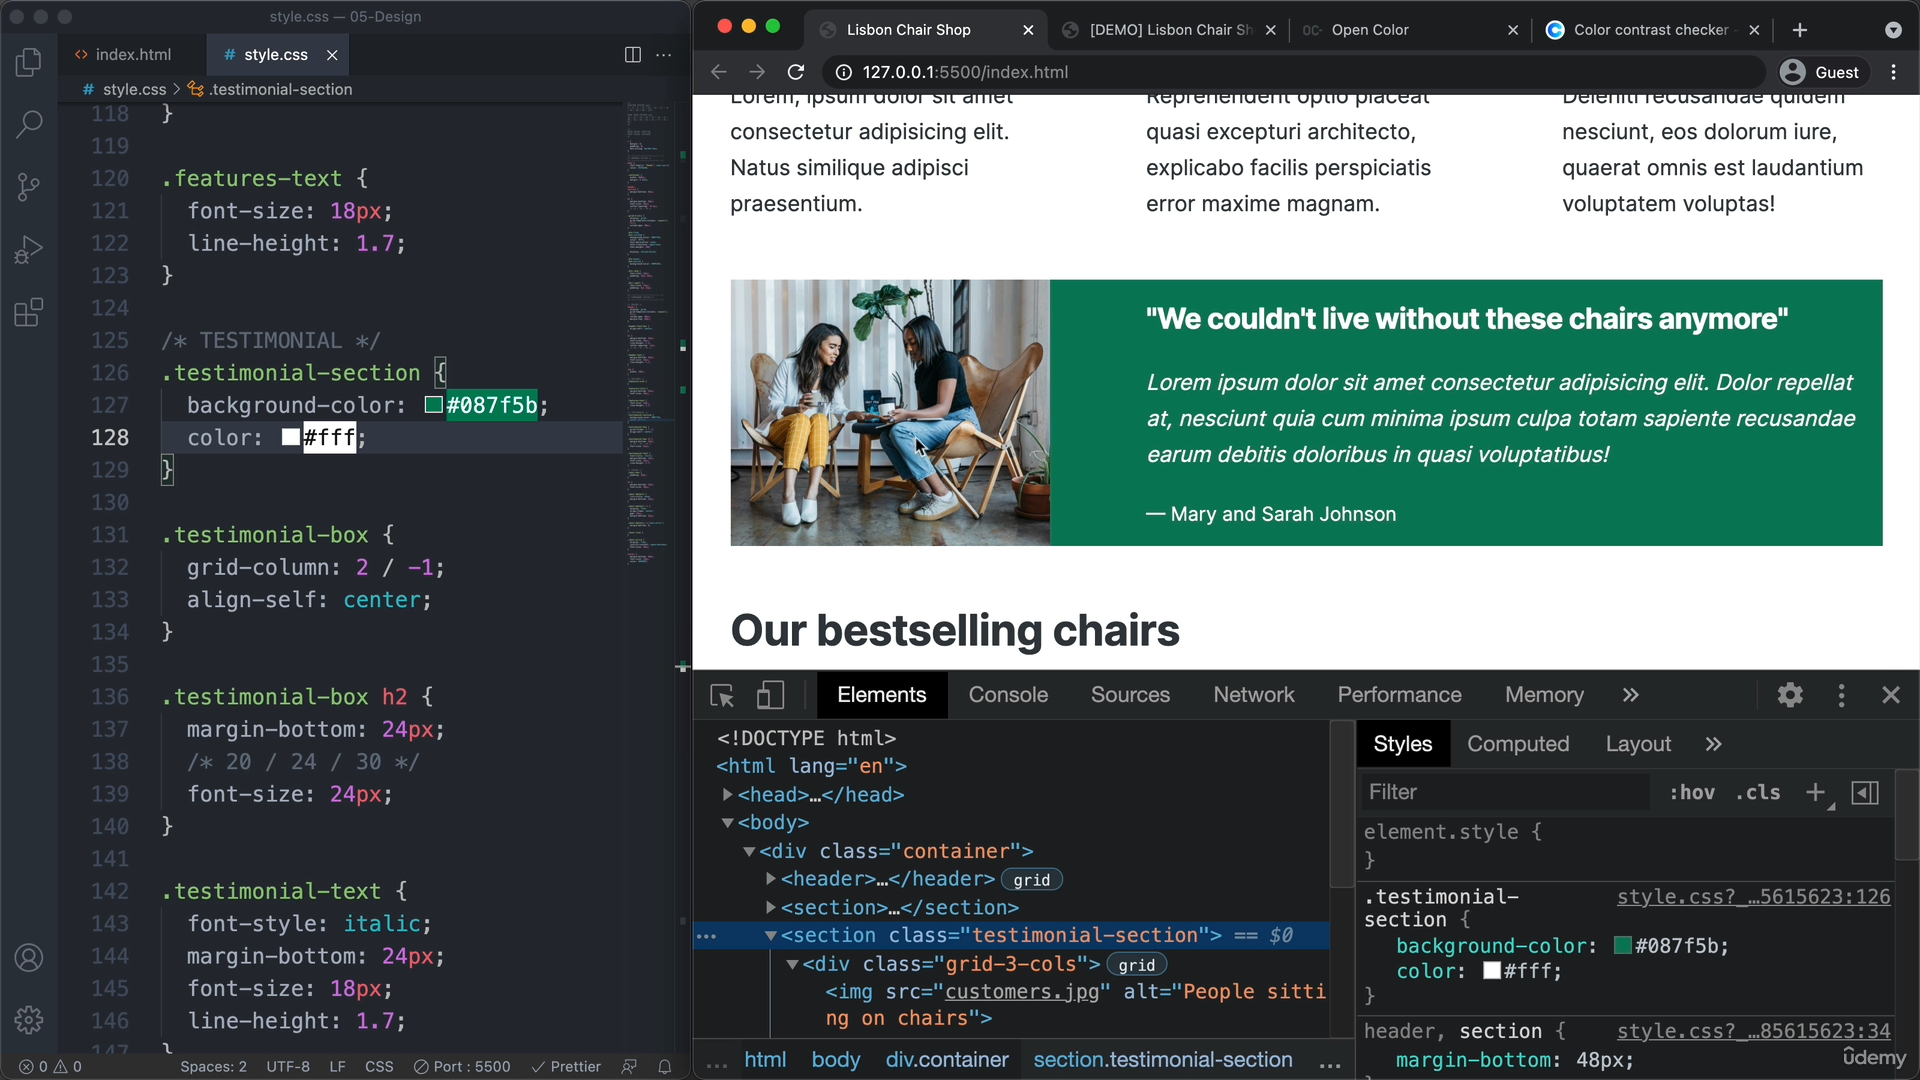 style.css — 05-Design
<> index.html
# style.css
# style.css > .testimonial-section
118 }
119
120 .features-text {
121 font-size: 18px;
122 line-height: 1.7;
123 }
124
125 /* TESTIMONIAL */
126 .testimonial-section {
127 background-color: #087f5b;
128 color: #fff;
129 }
130
131 .testimonial-box {
132 grid-column: 2 / -1;
133 align-self: center;
134 }
135
136 .testimonial-box h2 {
137 margin-bottom: 24px;
138 /* 20 / 24 / 30 */
139 font-size: 24px;
140 }
141
142 .testimonial-text {
143 font-style: italic;
144 margin-bottom: 24px;
145 font-size: 18px;
146 line-height: 1.7;
147 }
0 0 Spaces: 2 UTF-8 LF CSS Port : 5500 Prettier
Lisbon Chair Shop
[DEMO] Lisbon Chair Sh
OC Open Color
Color contrast checker -
127.0.0.1:5500/index.html
Guest
Lorem, ipsum dolor sit amet
consectetur adipisicing elit.
Natus similique adipisci
praesentium.
Reprehenderit optio placeat
quasi excepturi architecto,
explicabo facilis perspiciatis
error maxime magnam.
Deleniti recusandae quidem
nesciunt, eos dolorum iure,
quaerat omnis est laudantium
voluptatem voluptas!
"We couldn't live without these chairs anymore"
Lorem ipsum dolor sit amet consectetur adipisicing elit. Dolor repellat
at, nesciunt quia cum minima ipsum culpa totam sapiente recusandae
earum debitis doloribus in quasi voluptatibus!
— Mary and Sarah Johnson
Our bestselling chairs
Elements Console Sources Network Performance Memory »
<!DOCTYPE html>
<html lang="en">
<head>…</head>
<body>
<div class="container">
<header>…</header> grid
<section>…</section>
<section class="testimonial-section"> == $0
<div class="grid-3-cols"> grid
<img src="customers.jpg" alt="People sitti
ng on chairs">
... html body div.container section.testimonial-section ...
Styles Computed Layout »
Filter :hov .cls +
element.style {
}
.testimonial-
section {
style.css?_…5615623:126
background-color: #087f5b;
color: #fff;
}
header, section {
style.css?_…85615623:34
margin-bottom: 48px;
ûdemy